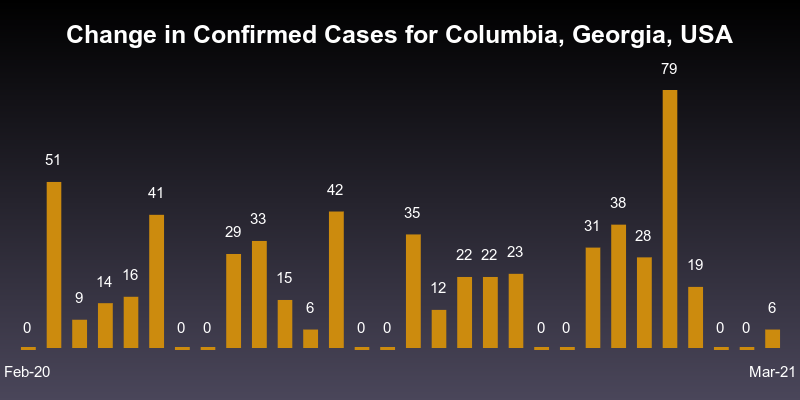 Change in Confirmed Cases for Columbia, Georgia, USA
0 51 9 14 16 41 0 0 29 33 15 6 42 0 0 35 12 22 22 23 0 0 31 38 28 79 19 0 0 6
Feb-20 Mar-21